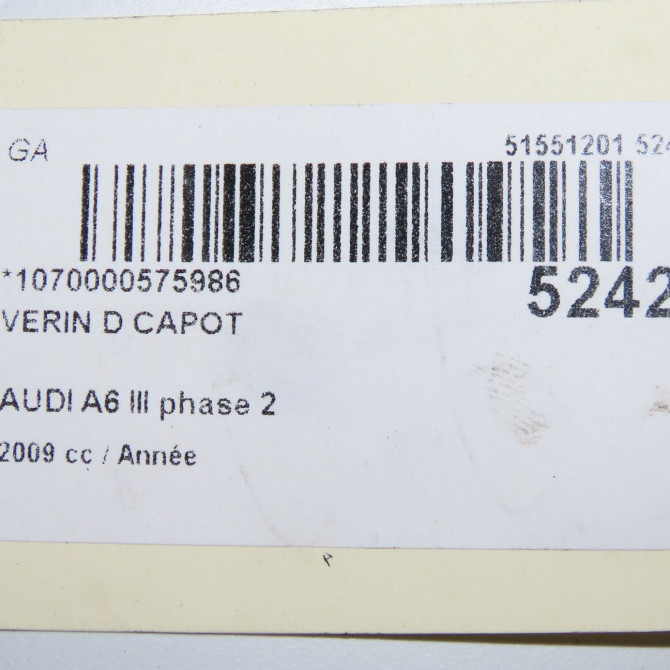 GA
51551201 524
*1070000575986
5242
VERIN D CAPOT
AUDI A6 III phase 2
2009 cc / Année